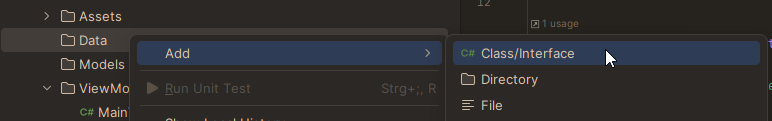 12
Assets
1 usage
Data
Add
C# Class/Interface
Models
Directory
ViewMo
Run Unit Test Strg+;, R
File
C# Main